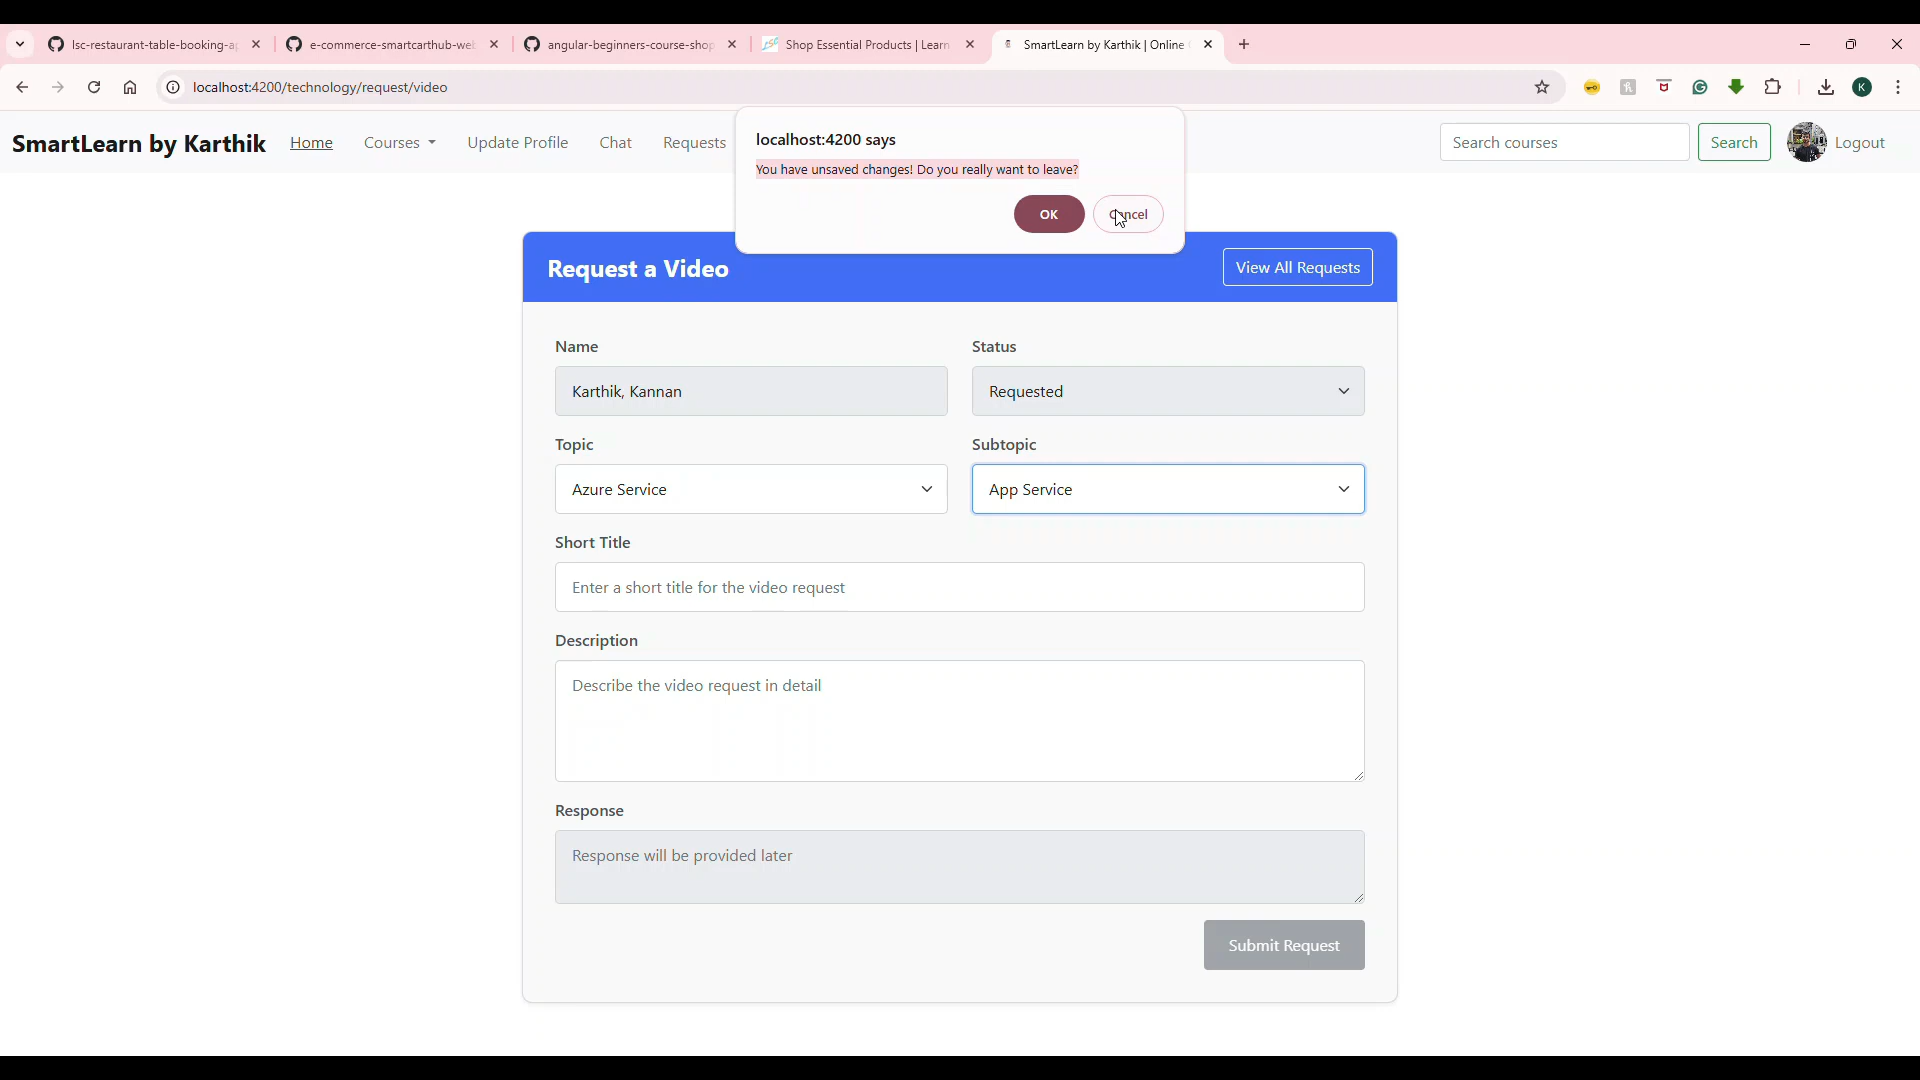 lsc-restaurant-table-booking-ap
e-commerce-smartcarthub-web
angular-beginners-course-shop
Shop Essential Products | Learn
SmartLearn by Karthik | Online
localhost:4200/technology/request/video
K
SmartLearn by Karthik
Home
Courses
Update Profile
Chat
Requests
Search courses
Search
Logout
localhost:4200 says
You have unsaved changes! Do you really want to leave?
OK
Cancel
Request a Video
View All Requests
Name
Status
Karthik, Kannan
Requested
Topic
Subtopic
Azure Service
App Service
Short Title
Enter a short title for the video request
Description
Describe the video request in detail
Response
Response will be provided later
Submit Request